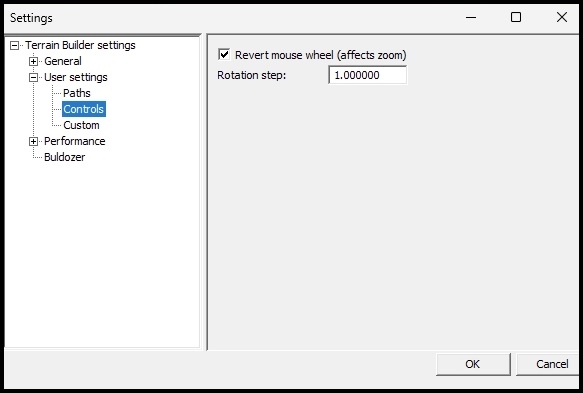 Settings
Terrain Builder settings
General
User settings
Paths
Controls
Custom
Performance
Buldozer
Revert mouse wheel (affects zoom)
Rotation step: 1.000000
OK Cancel